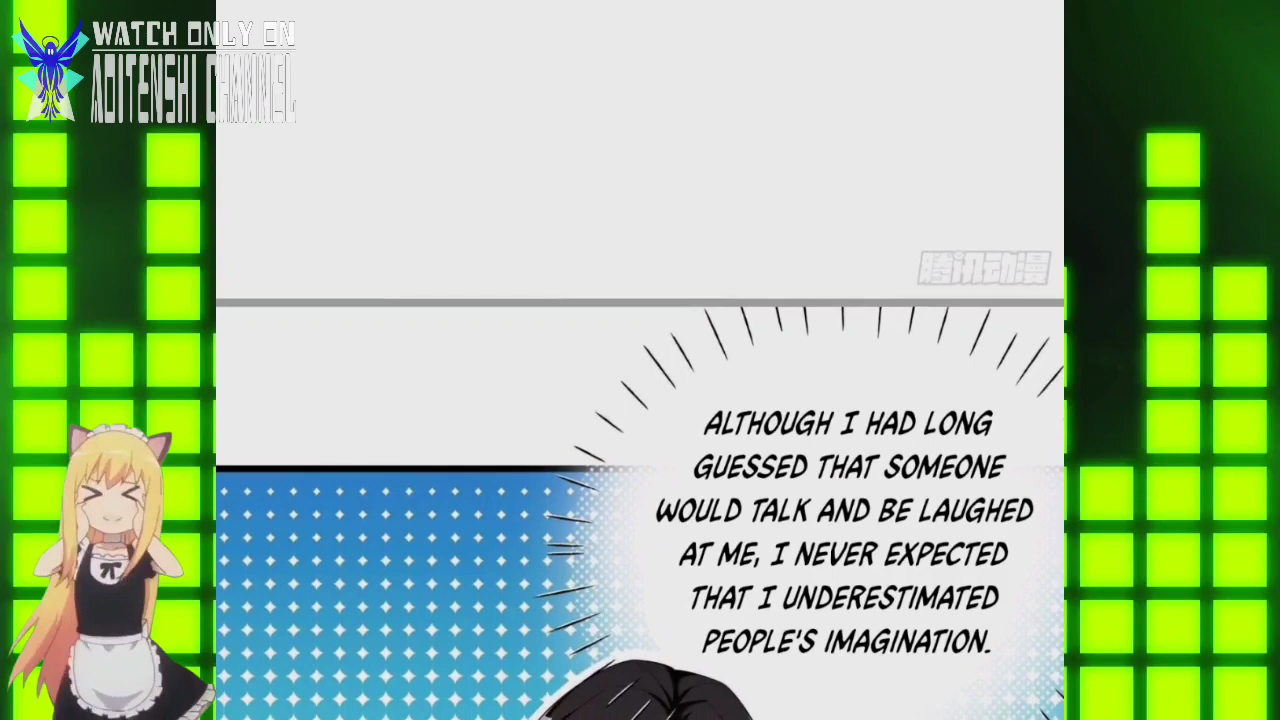 WATCH ONLY ON
AOITENSHI CHANNEL
腾讯动漫
ALTHOUGH I HAD LONG
GUESSED THAT SOMEONE
WOULD TALK AND BE LAUGHED
AT ME, I NEVER EXPECTED
THAT I UNDERESTIMATED
PEOPLE'S IMAGINATION.